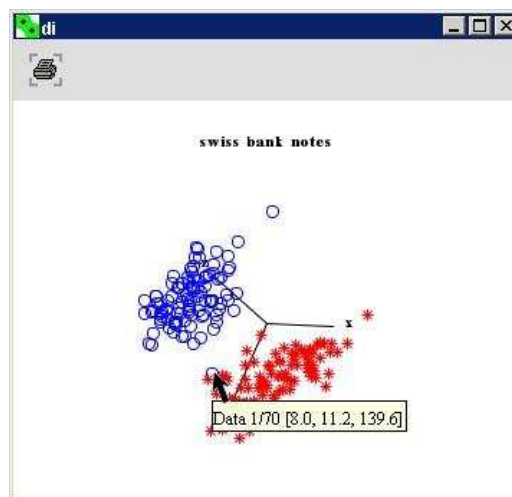 di
swiss bank notes
x
Data 1/70 [8.0, 11.2, 139.6]